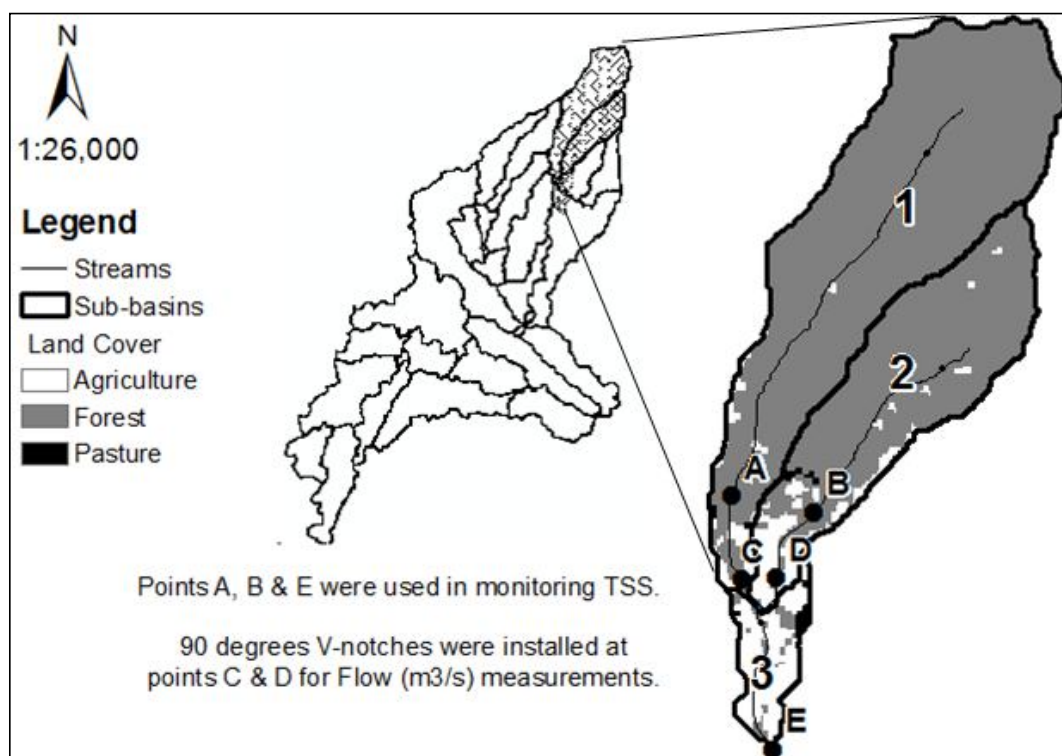 N
1:26,000
Legend
Streams
Sub-basins
Land Cover
Agriculture
Forest
Pasture
1
2
A
B
C
D
3
E
Points A, B & E were used in monitoring TSS.
90 degrees V-notches were installed at
points C & D for Flow (m3/s) measurements.